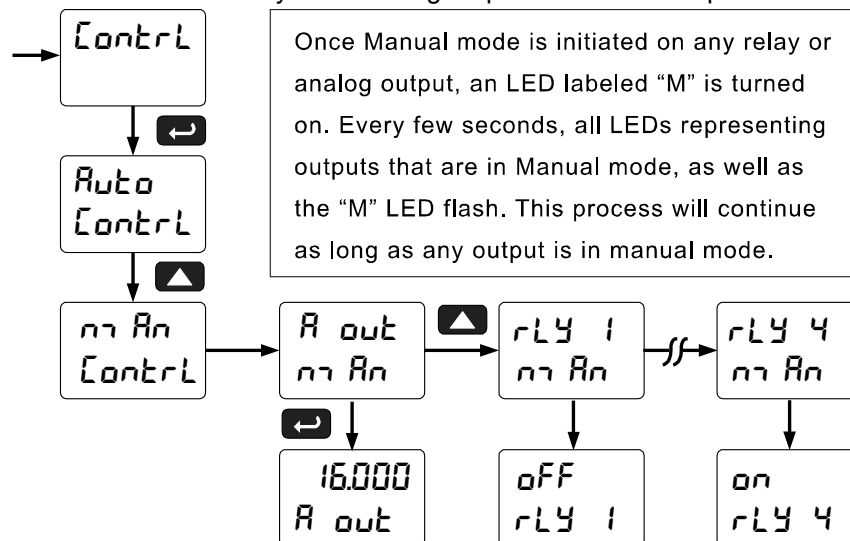 ContrL
Once Manual mode is initiated on any relay or
analog output, an LED labeled “M” is turned
on. Every few seconds, all LEDs representing
outputs that are in Manual mode, as well as
the “M” LED flash. This process will continue
as long as any output is in manual mode.
Auto
ContrL
mAn
ContrL
A out
mAn
rLY 1
mAn
rLY 4
mAn
16.000
A out
oFF
rLY 1
on
rLY 4